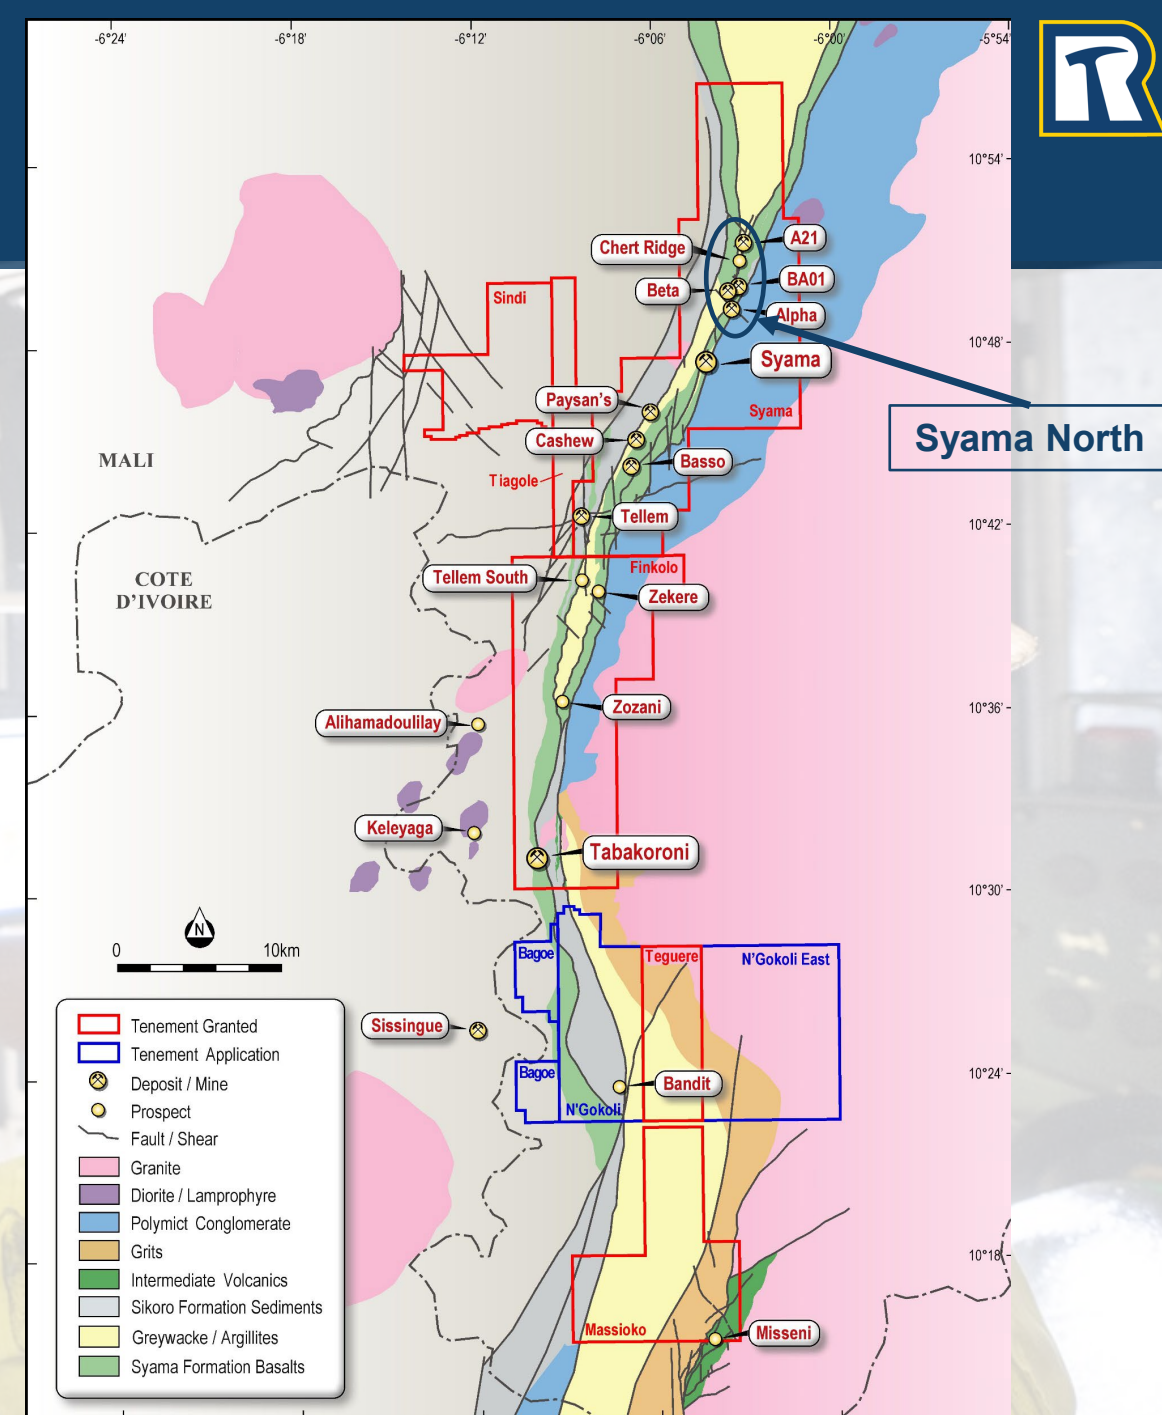 -6°24'
-6°18'
-6°12'
-6°06'
-6°00'
-5°54'
R
10°54'
A21
Chert Ridge
BA01
Beta
Sindi
Alpha
10°48'
Syama
Paysan's
Syama
Syama North
Cashew
MALI
Basso
Tiagole
Tellem
10°42'
Finkolo
COTE
D'IVOIRE
Tellem South
Zekere
Zozani
10°36'
Alihamadoulilay
Keleyaga
Tabakoroni
10°30'
N
0
10km
Bagoe
Teguere
N'Gokoli East
Sissingue
Bagoe
Bandit
10°24'
N'Gokoli
Tenement Granted
Tenement Application
Deposit / Mine
Prospect
Fault / Shear
Granite
Diorite / Lamprophyre
Polymict Conglomerate
Grits
Intermediate Volcanics
Sikoro Formation Sediments
Greywacke / Argillites
Syama Formation Basalts
10°18'
Massioko
Misseni